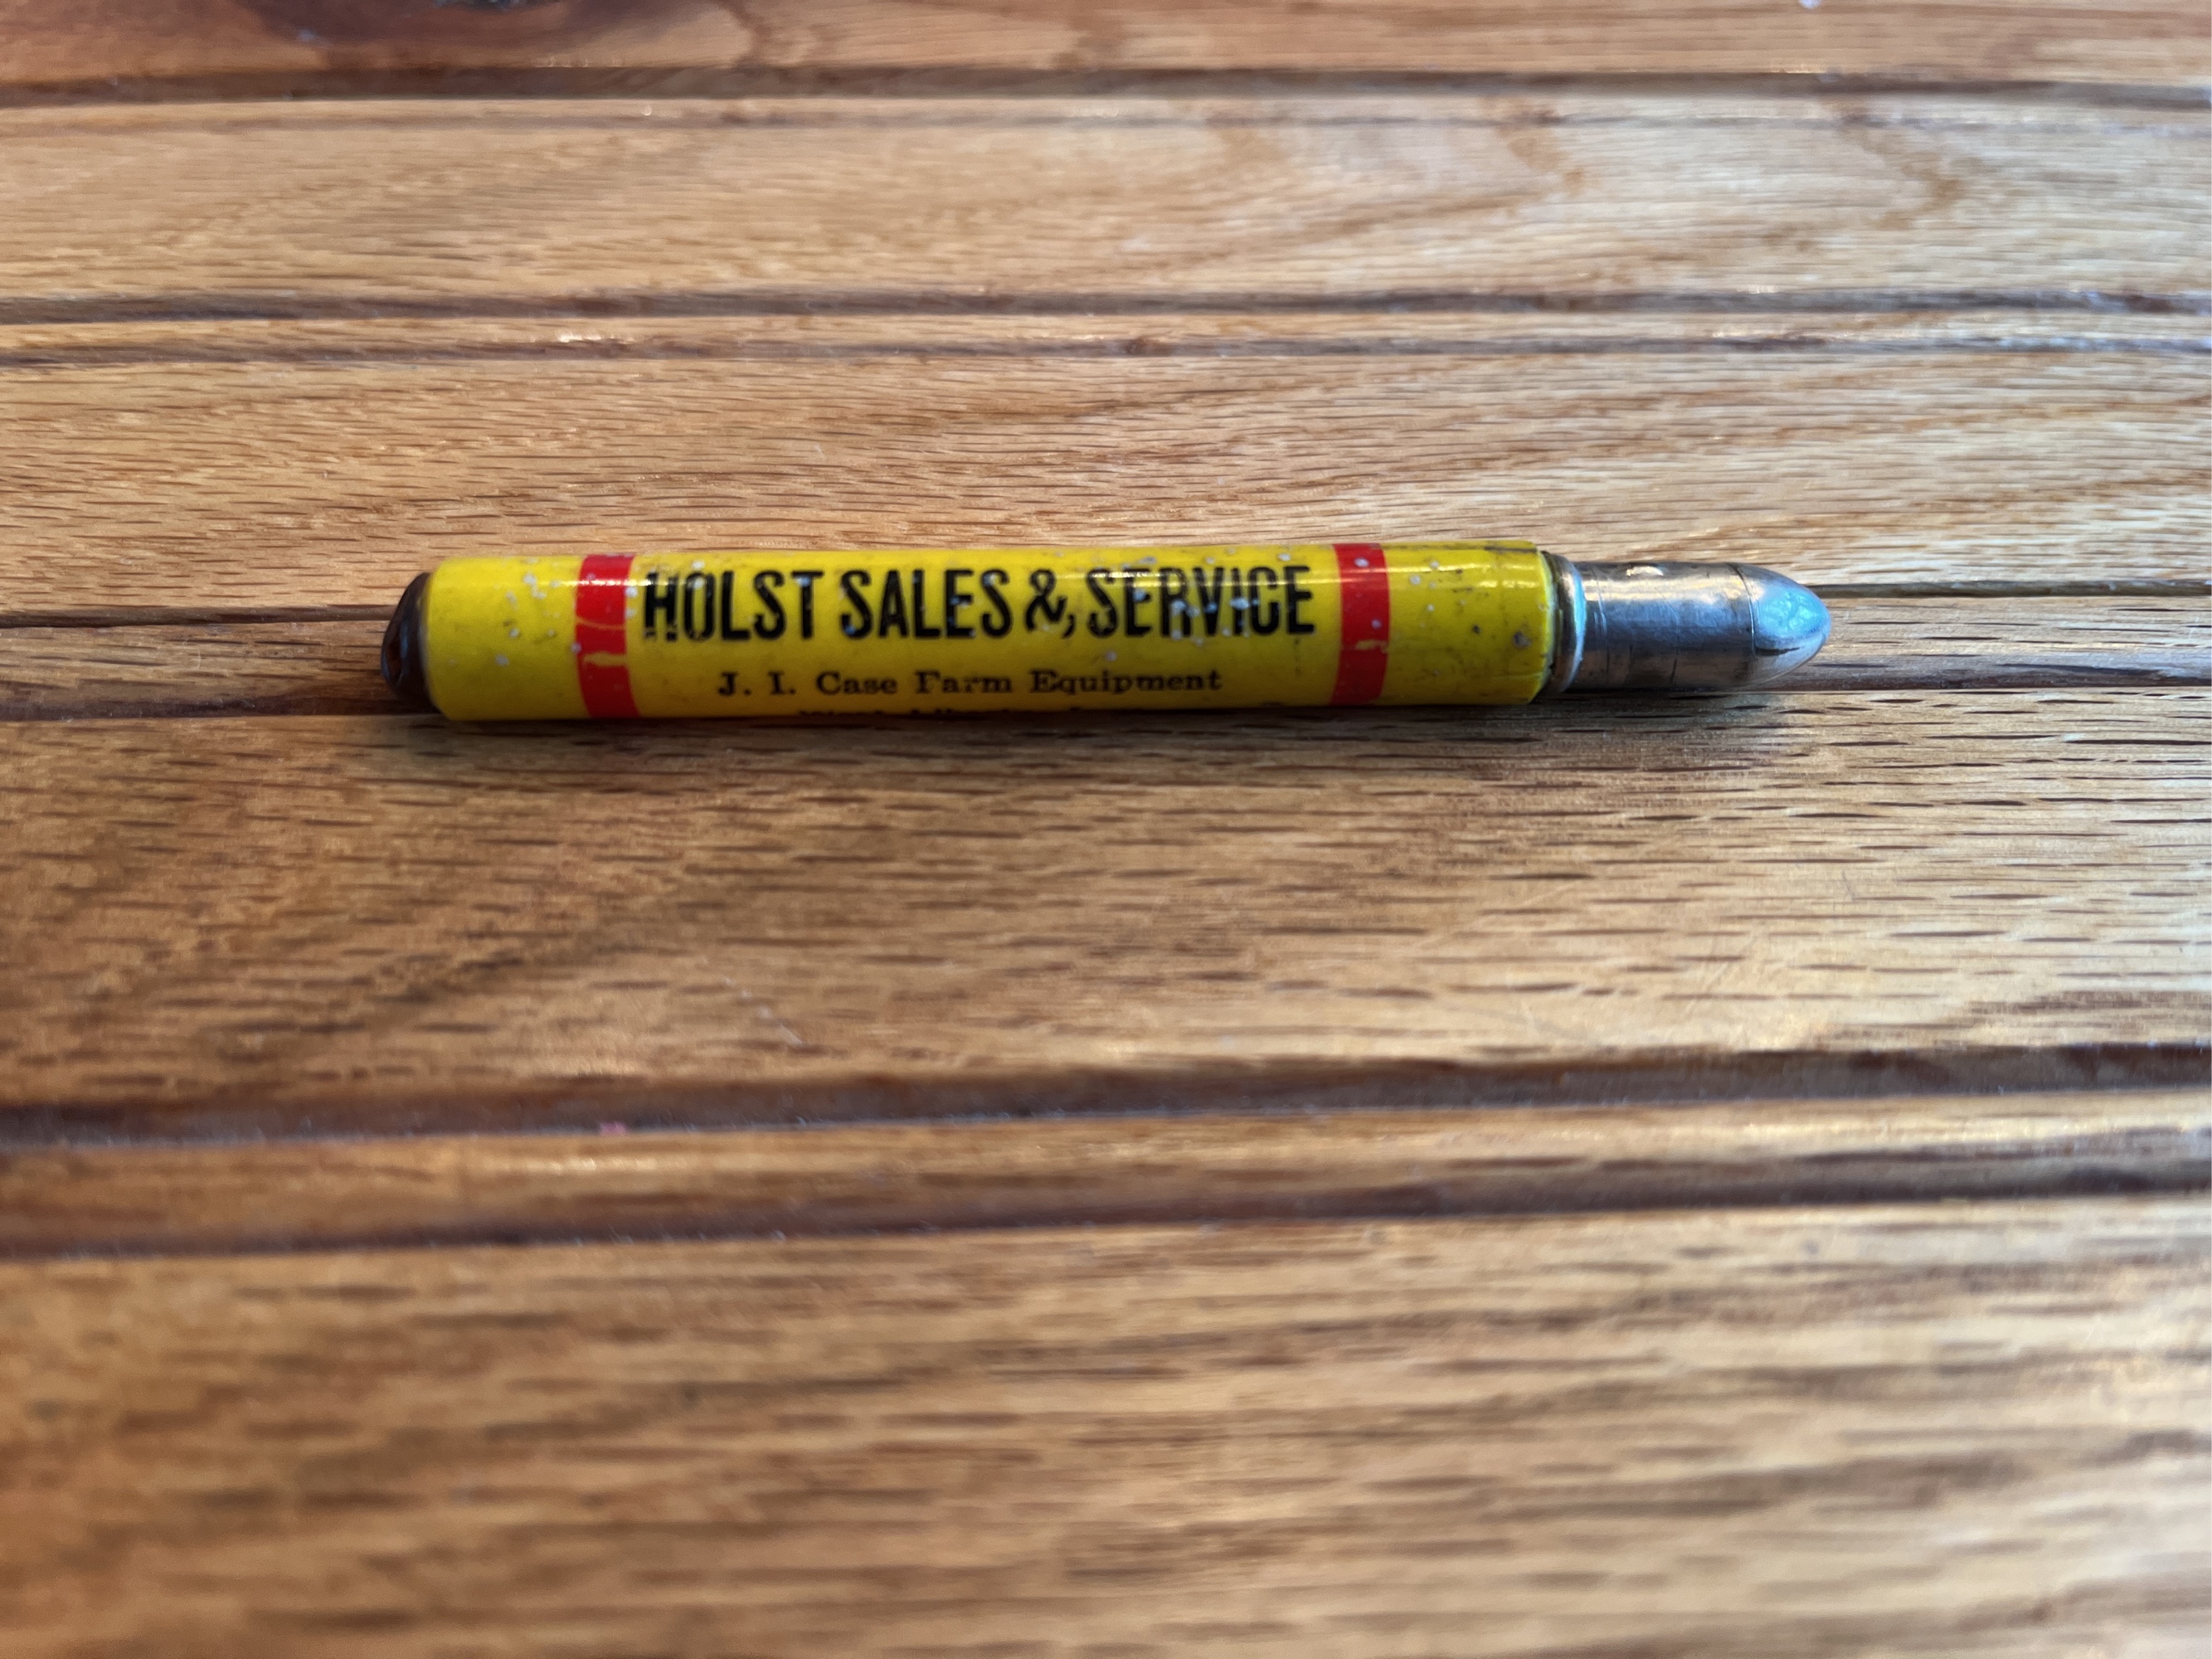 HOLST SALES & SERVICE
J. I. Case Farm Equipment